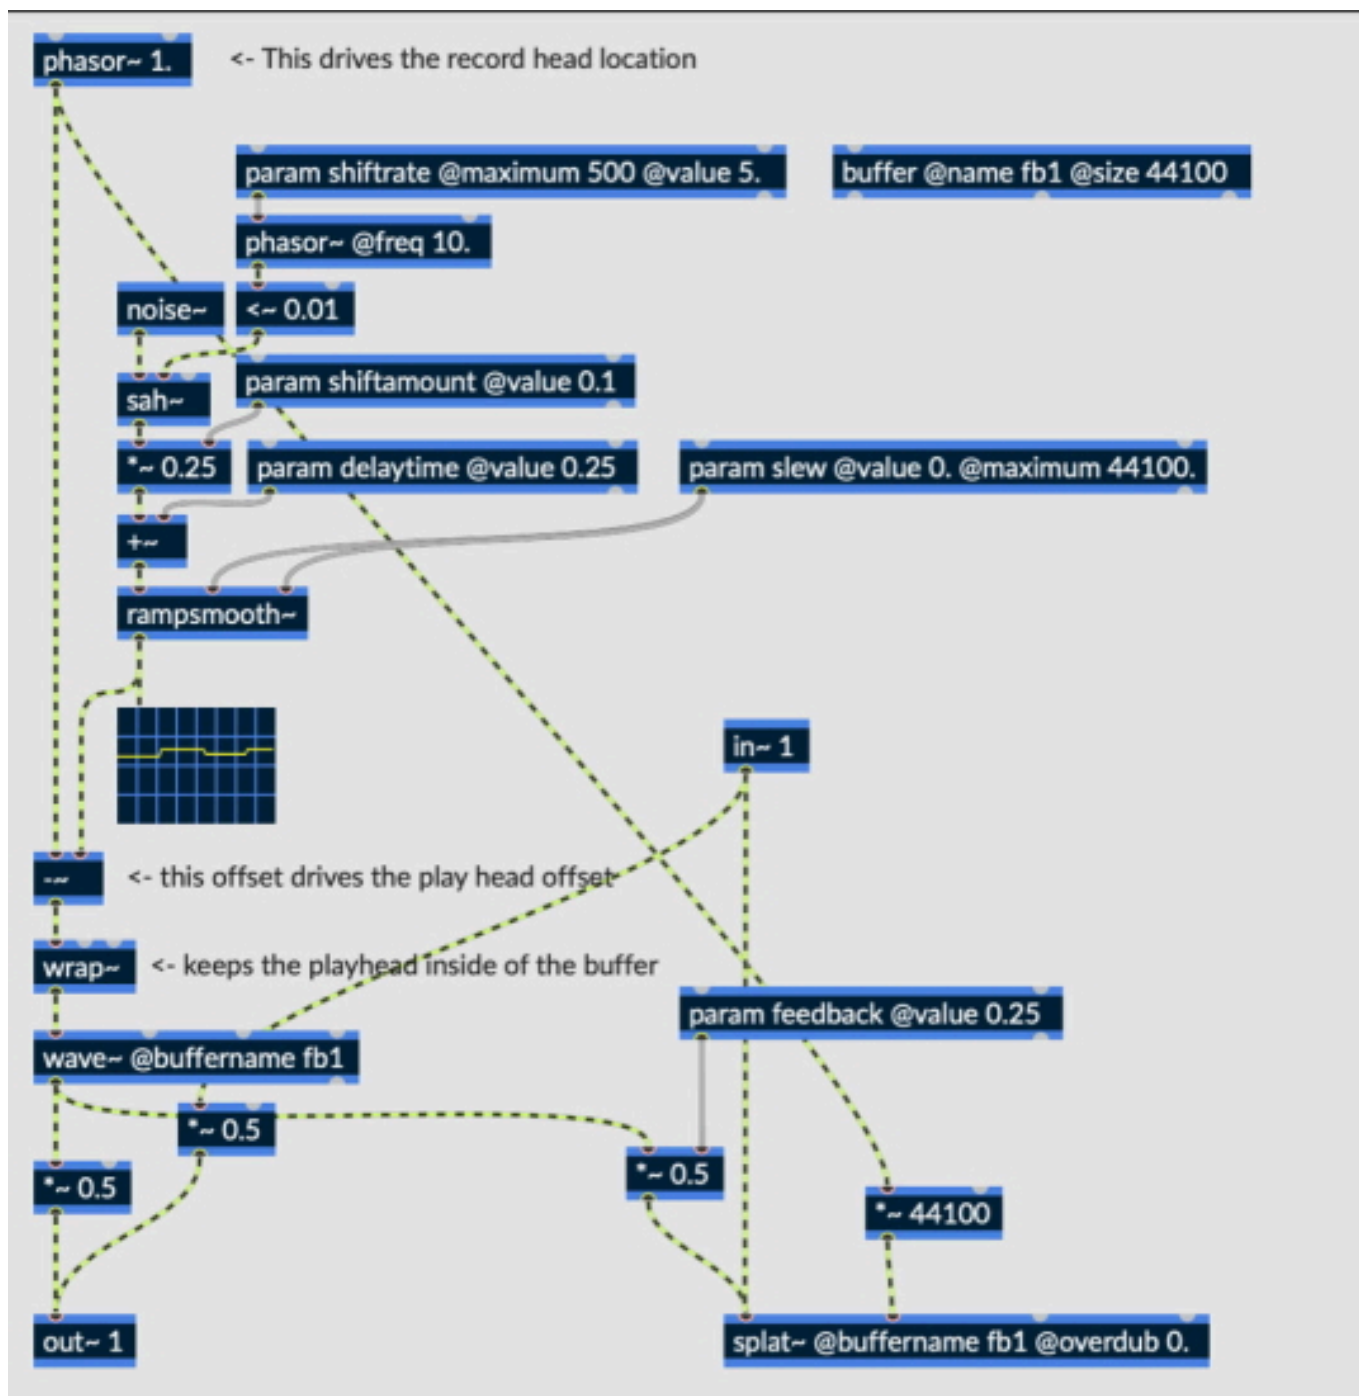 phasor~ 1.
<- This drives the record head location
param shiftrate @maximum 500 @value 5.
buffer @name fb1 @size 44100
phasor~ @freq 10.
noise~
<~ 0.01
param shiftamount @value 0.1
sah~
*~ 0.25
param delaytime @value 0.25
param slew @value 0. @maximum 44100.
+~
rampsmooth~
in~ 1
-~
<- this offset drives the play head offset
wrap~
<- keeps the playhead inside of the buffer
param feedback @value 0.25
wave~ @buffername fb1
*~ 0.5
*~ 0.5
*~ 0.5
*~ 44100
out~ 1
splat~ @buffername fb1 @overdub 0.